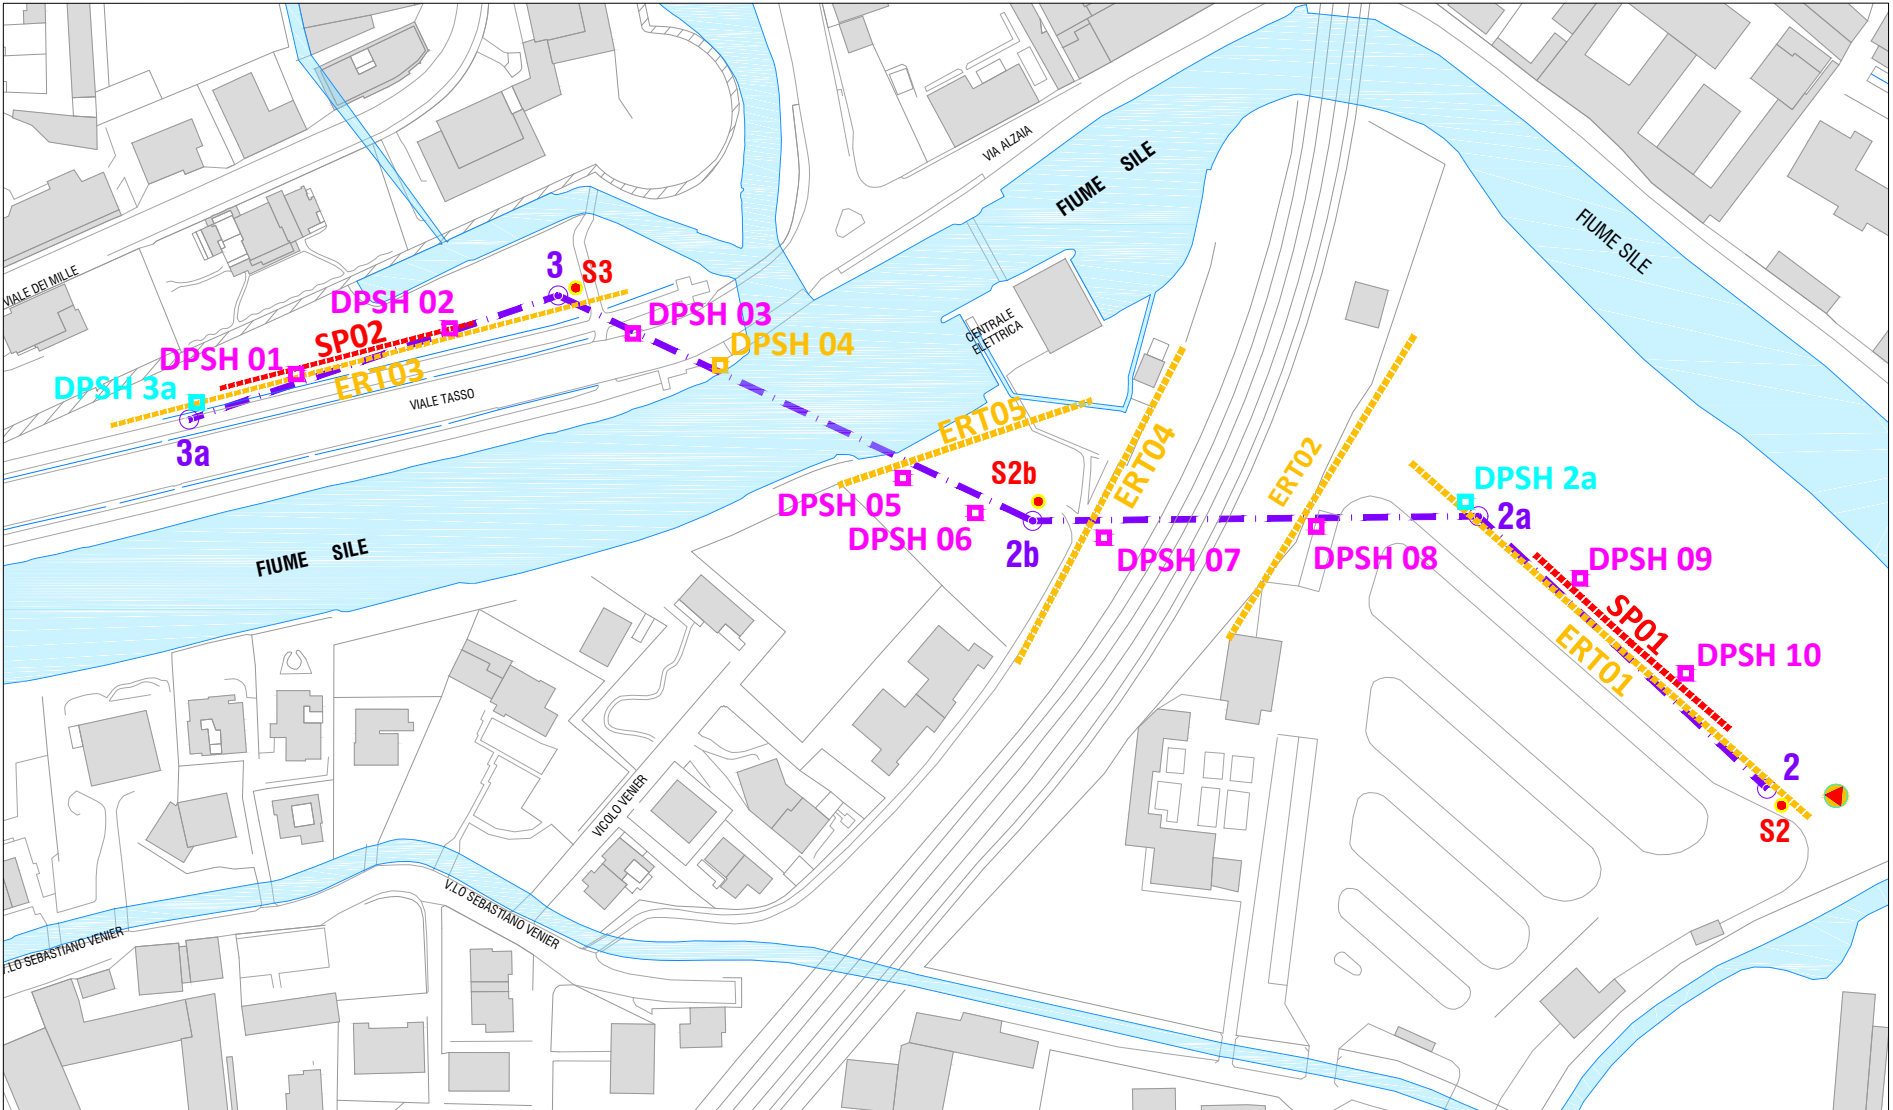 VIA ALZAIA
FIUME SILE
FIUME SILE
VIALE DEI MILLE
3
S3
DPSH 02
DPSH 03
SP02
DPSH 01
DPSH 04
CENTRALE
ELETTRICA
DPSH 3a
ERT03
VIALE TASSO
3a
ERT05
ERT04
ERT02
S2b
DPSH 2a
DPSH 05
2a
DPSH 06
2b
DPSH 07
DPSH 08
DPSH 09
FIUME SILE
SP01
ERT01
DPSH 10
2
S2
VICOLO VENIER
V.LO SEBASTIANO VENIER
V.LO SEBASTIANO VENIER